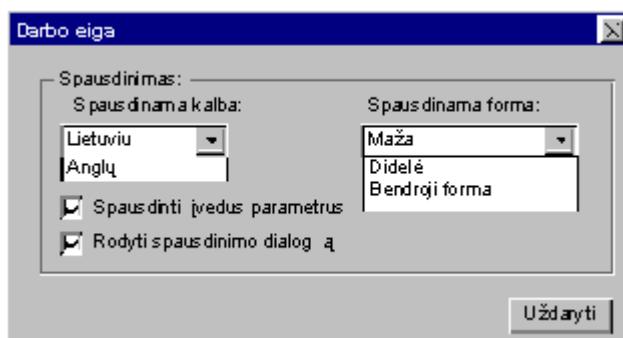 Darbo eiga
Spausdinimas:
Spausdinama kalba:
Spausdinama forma:
Lietuviu
Maža
Anglų
Didelė
Bendroji forma
Spausdinti įvedus parametrus
Rodyti spausdinimo dialog ą
Uždaryti